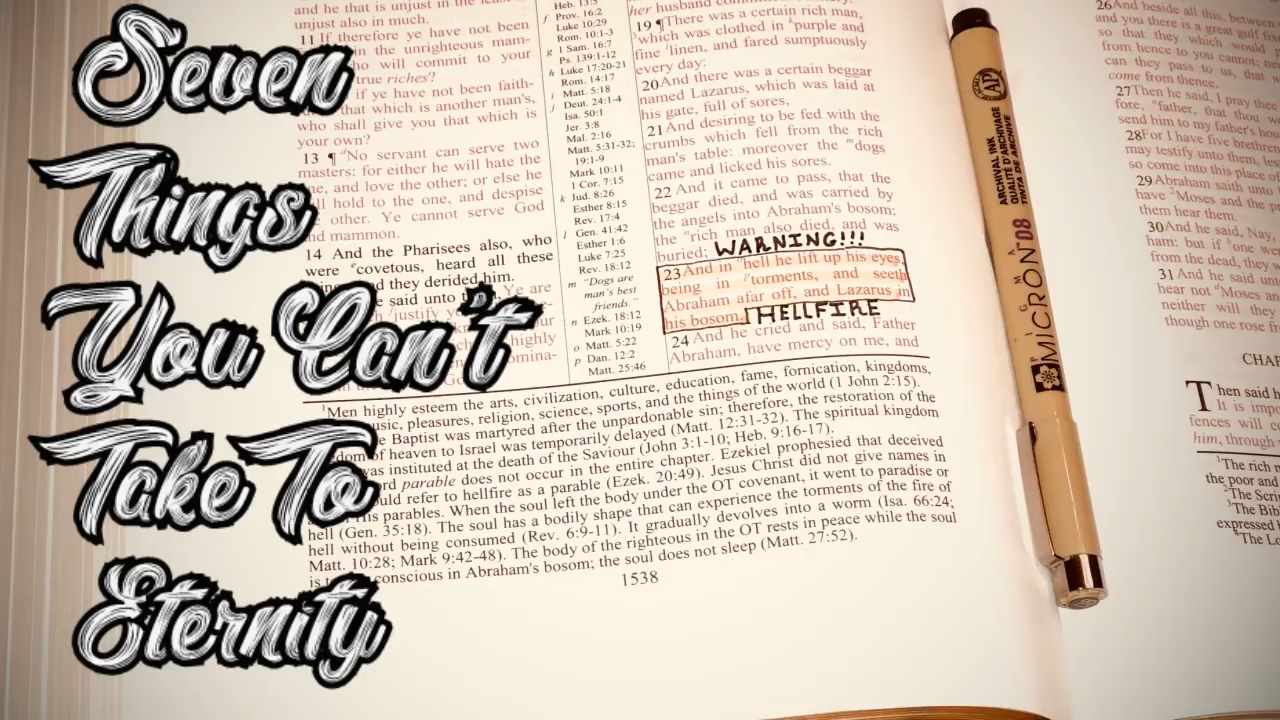 Seven
Things
You Can't
Take To
Eternity
and he that is unjust in the least
unjust also in much.
11 If therefore ye have not been
in the unrighteous mam-
who will commit to your
true riches?
if ye have not been faith-
that which is another man's,
who shall give you that which is
your own?
13 ¶ "No servant can serve two
masters: for either he will hate the
one, and love the other; or else he
hold to the one, and despise
other. Ye cannot serve God
and mammon.
14 And the Pharisees also, who
were covetous, heard all these
and they derided him.
said unto
Ye are
justify
your
highly
Heb. 13:5
f Prov. 16:2
Luke 10:29
Rom. 10:1-3
g 1 Sam. 16:7
Ps. 139:1-12
h Luke 17:20-21
Rom. 14:17
i Matt. 5:18
j Deut. 24:1-4
Isa. 50:1
Jer. 3:8
Mal. 2:16
Matt. 5:31-32;
19:1-9
Mark 10:11
1 Cor. 7:15
k Jud. 8:26
Esther 8:15
Rev. 17:4
l Gen. 41:42
Esther 1:6
Luke 7:25
Rev. 18:12
m "Dogs are
man's best
friends."
n Ezek. 18:12
Mark 10:19
o Matt. 5:22
p Dan. 12:2
Matt. 25:46
19 ¶There was a certain rich man,
which was clothed in purple and
fine linen, and fared sumptuously
every day:
20 And there was a certain beggar
named Lazarus, which was laid at
his gate, full of sores,
21 And desiring to be fed with the
crumbs which fell from the rich
man's table: moreover the dogs
came and licked his sores.
22 And it came to pass, that the
beggar died, and was carried by
the angels into Abraham's bosom:
the rich man also died, and was
buried; WARNING!!!
23 And in hell he lift up his eyes,
being in torments, and seeth
Abraham afar off, and Lazarus in
his bosom. HELLFIRE
24 And he cried and said, Father
Abraham, have mercy on me, and
¹Men highly esteem the arts, civilization, culture, education, fame, fornication, kingdoms,
music, pleasures, religion, science, sports, and the things of the world (1 John 2:15).
Baptist was martyred after the unpardonable sin; therefore, the restoration of the
of heaven to Israel was temporarily delayed (Matt. 12:31-32). The spiritual kingdom
was instituted at the death of the Saviour (John 3:1-10; Heb. 9:16-17).
word parable does not occur in the entire chapter. Ezekiel prophesied that deceived
would refer to hellfire as a parable (Ezek. 20:49). Jesus Christ did not give names in
his parables. When the soul left the body under the OT covenant, it went to paradise or
hell (Gen. 35:18). The soul has a bodily shape that can experience the torments of the fire of
hell without being consumed (Rev. 6:9-11). It gradually devolves into a worm (Isa. 66:24;
Matt. 10:28; Mark 9:42-48). The body of the righteous in the OT rests in peace while the soul
is conscious in Abraham's bosom; the soul does not sleep (Matt. 27:52).
1538
AP
ARCHIVAL INK
QUALITÉ D'ARCHIVAGE
TINTA DE ARCHIVE
PIGMA
MICRON 08
26 And beside all this, between
and you there is a great gulf
so that they which would
from hence to you cannot;
can they pass to us, that
come from thence.
27 Then he said, I pray
fore, father, that thou
send him to my father's
28 For I have five brethren
may testify unto them,
so come into this place of
29 Abraham saith unto
have Moses and the
them hear them.
30 And he said, Nay,
ham: but if one
from the dead, they
31 And he said unto
hear not Moses and
neither will they
though one rose
CHAP
Then said
It is
fences will
him, through
¹The rich
the poor and
²The
³The
expressed
⁴The